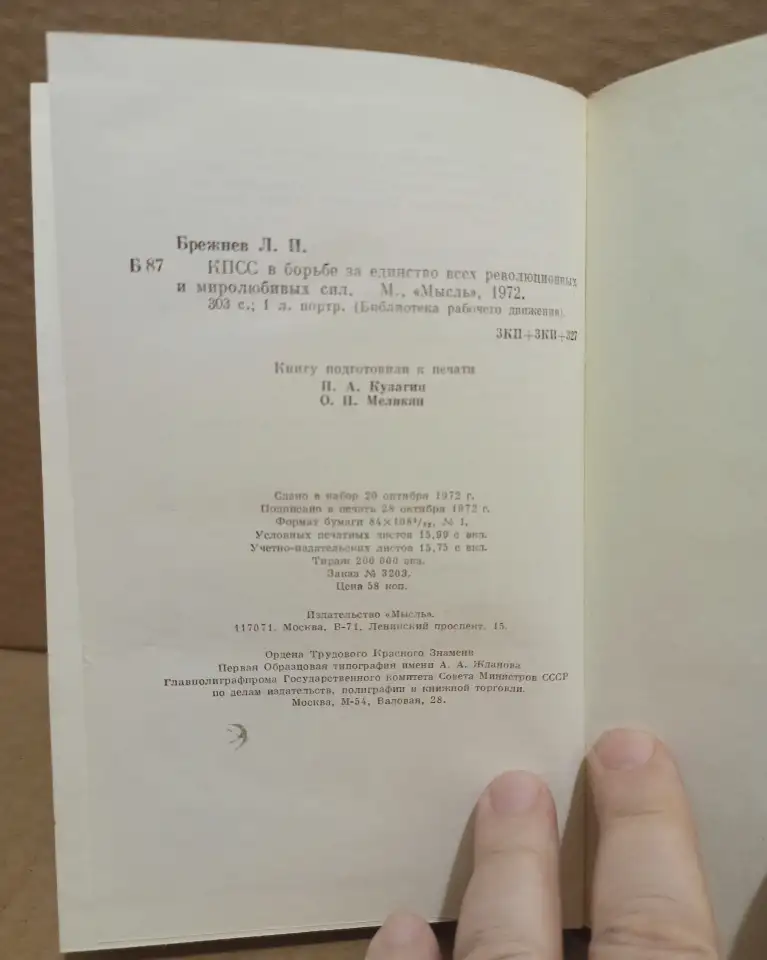 Брежнев Л. И.
Б 87 КПСС в борьбе за единство всех революционных
и миролюбивых сил. М., «Мысль», 1972.
303 с.; 1 л. портр. (Библиотека рабочего движения).
3КП+3КИ+327
Книгу подготовили к печати
П. А. Кулагин
О. П. Меликян
Сдано в набор 20 октября 1972 г.
Подписано в печать 28 октября 1972 г.
Формат бумаги 84×108¹/₃₂, № 1.
Условных печатных листов 15,99 с вкл.
Учетно-издательских листов 15,75 с вкл.
Тираж 200 000 экз.
Заказ № 3203.
Цена 58 коп.
Издательство «Мысль».
117071. Москва, В-71, Ленинский проспект, 15.
Ордена Трудового Красного Знамени
Первая Образцовая типография имени А. А. Жданова
Главполиграфпрома Государственного комитета Совета Министров СССР
по делам издательств, полиграфии и книжной торговли.
Москва, М-54, Валовая, 28.